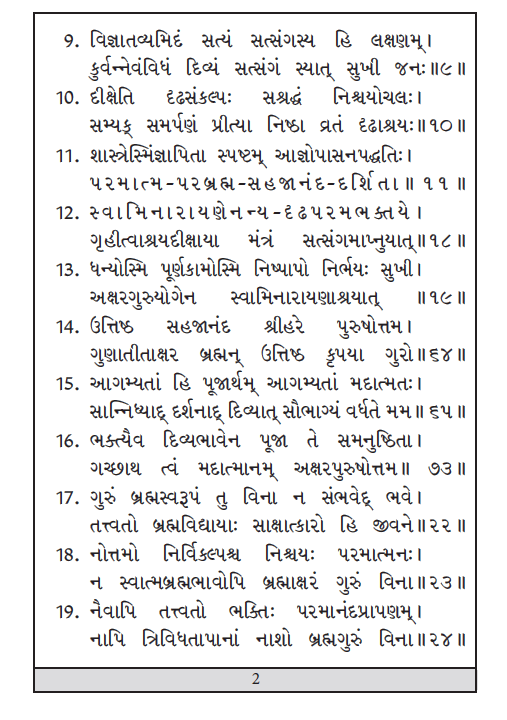 9. વિજ્ઞાતવ્યમિદં સત્યં સત્સંગસ્ય હિ લક્ષણમ્।
કુર્વન્નેવંવિધં દિવ્યં સત્સંગં સ્યાત્ સુખી જનઃ॥૯॥
10. દીક્ષેતિ દૃઢસંકલ્પઃ સશ્રદ્ધં નિશ્ચયોચલઃ।
સમ્યક્ સમર્પણં પ્રીત્યા નિષ્ઠા વ્રતં દૃઢાશ્રયઃ॥૧૦॥
11. શાસ્ત્રેસ્મિંજ્ઞાપિતા સ્પષ્ટમ્ આજ્ઞોપાસનપદ્ધતિઃ।
પરમાત્મ-પરબ્રહ્મ-સહજાનંદ-દર્શિતા॥ ૧૧ ॥
12. સ્વામિનારાયણેનન્ય-દૃઢપરમભક્તયે।
ગૃહીત્વાશ્રયદીક્ષાયા મંત્રં સત્સંગમાપ્નુયાત્॥૧૮॥
13. ધન્યોસ્મિ પૂર્ણકામોસ્મિ નિષ્પાપો નિર્ભયઃ સુખી।
અક્ષરગુરુયોગેન સ્વામિનારાયણાશ્રયાત્ ॥૧૯॥
14. ઉત્તિષ્ઠ સહજાનંદ શ્રીહરે પુરુષોત્તમ।
ગુણાતીતાક્ષર બ્રહ્મન્ ઉત્તિષ્ઠ કૃપયા ગુરો॥૬૪॥
15. આગમ્યતાં હિ પૂજાર્થમ્ આગમ્યતાં મદાત્મતઃ।
સાન્નિધ્યાદ્ દર્શનાદ્ દિવ્યાત્ સૌભાગ્યં વર્ધતે મમ॥૬૫॥
16. ભક્ત્યૈવ દિવ્યભાવેન પૂજા તે સમનુષ્ઠિતા।
ગચ્છાથ ત્વં મદાત્માનમ્ અક્ષરપુરુષોત્તમ॥ ૭૩॥
17. ગુરું બ્રહ્મસ્વરૂપં તુ વિના ન સંભવેદ્ ભવે।
તત્ત્વતો બ્રહ્મવિદ્યાયાઃ સાક્ષાત્કારો હિ જીવને॥૨૨॥
18. નોત્તમો નિર્વિકલ્પશ્ચ નિશ્ચયઃ પરમાત્મનઃ।
ન સ્વાત્મબ્રહ્મભાવોપિ બ્રહ્માક્ષરં ગુરું વિના॥૨૩॥
19. નૈવાપિ તત્ત્વતો ભક્તિઃ પરમાનંદપ્રાપણમ્।
નાપિ ત્રિવિધતાપાનાં નાશો બ્રહ્મગુરું વિના॥૨૪॥
2